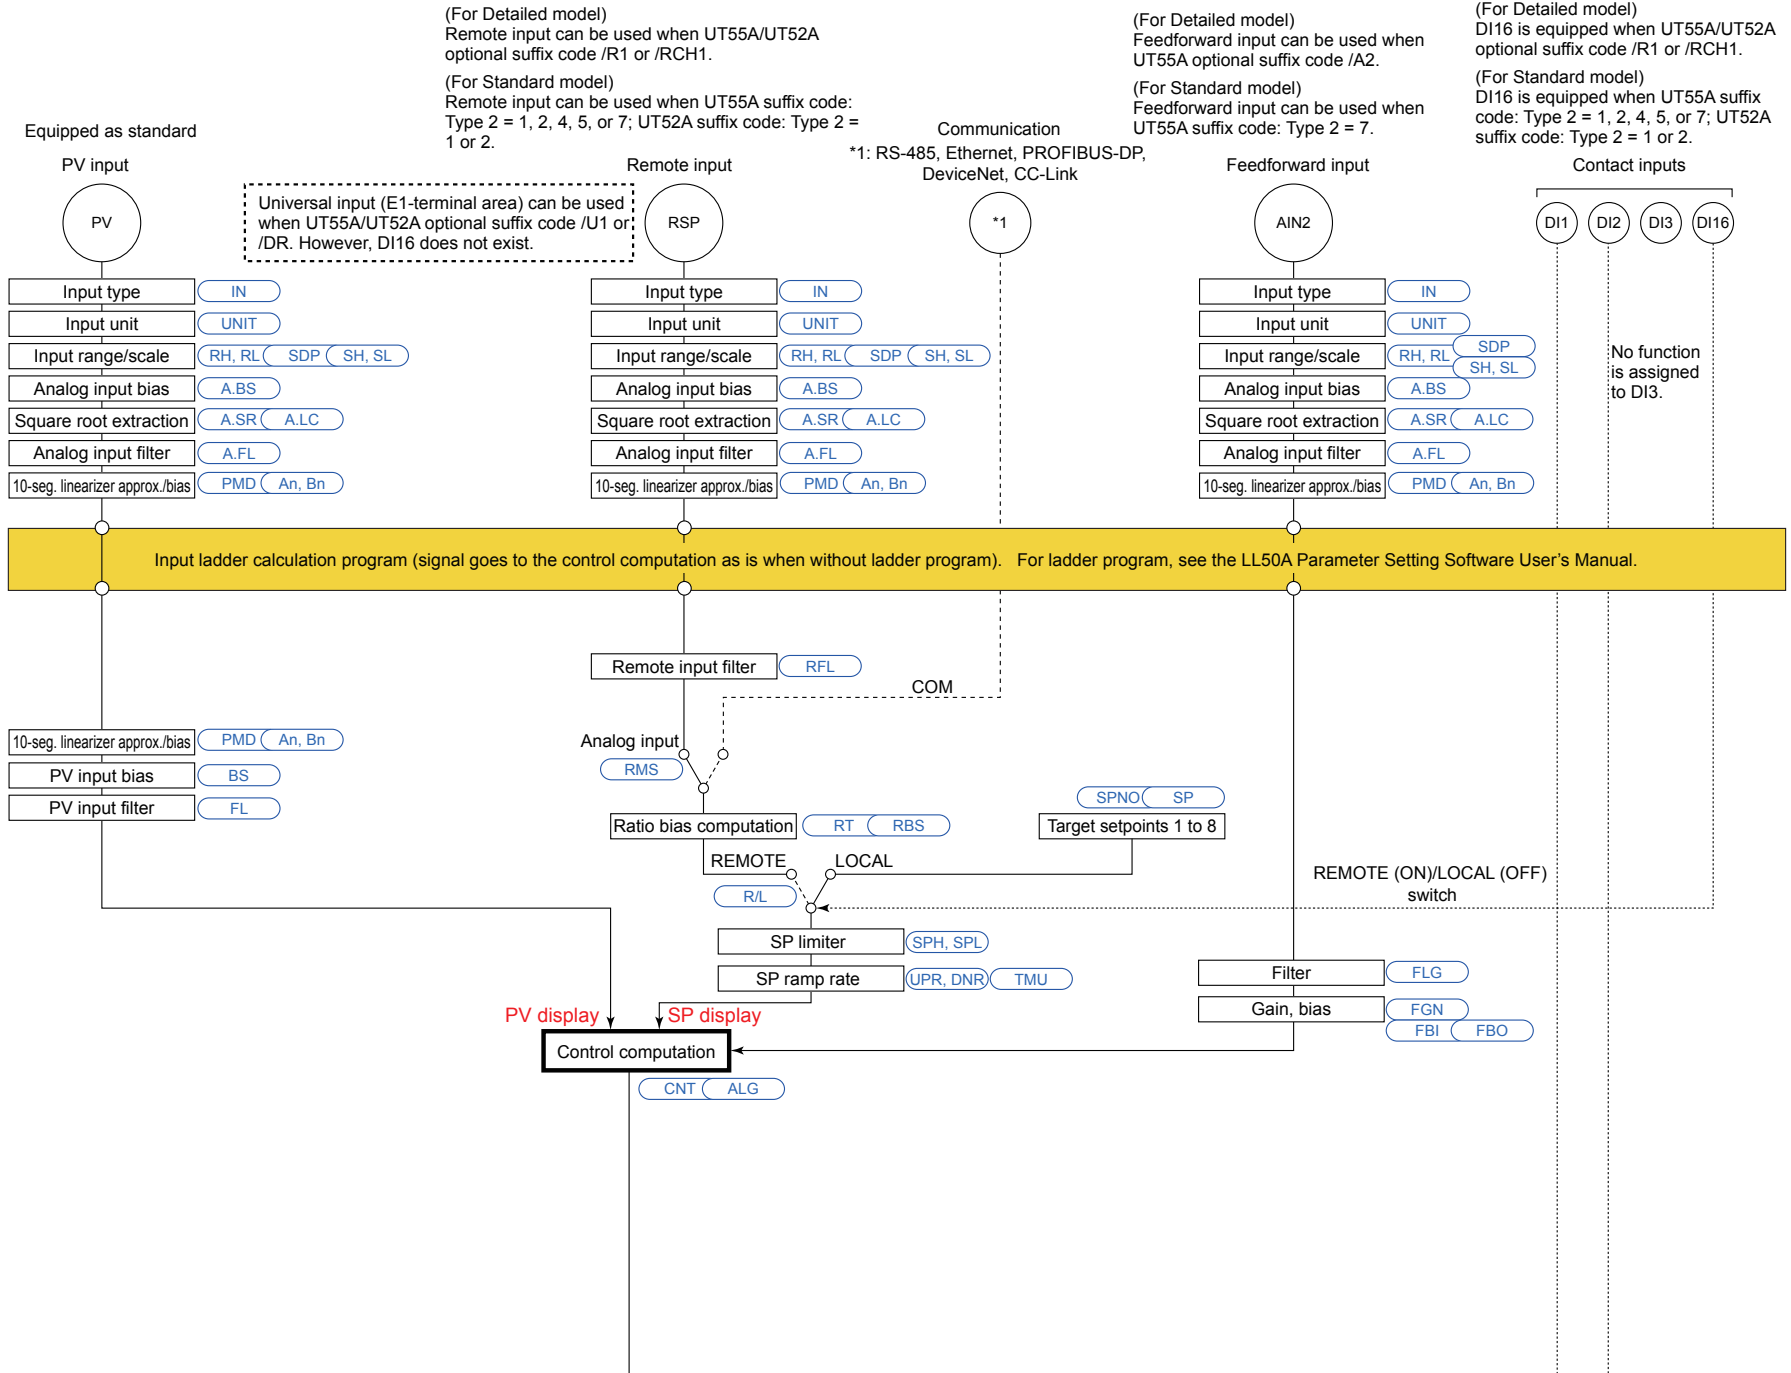 (For Detailed model)
Remote input can be used when UT55A/UT52A
optional suffix code /R1 or /RCH1.
(For Standard model)
Remote input can be used when UT55A suffix code:
Type 2 = 1, 2, 4, 5, or 7; UT52A suffix code: Type 2 =
1 or 2.
(For Detailed model)
Feedforward input can be used when
UT55A optional suffix code /A2.
(For Standard model)
Feedforward input can be used when
UT55A suffix code: Type 2 = 7.
(For Detailed model)
DI16 is equipped when UT55A/UT52A
optional suffix code /R1 or /RCH1.
(For Standard model)
DI16 is equipped when UT55A suffix
code: Type 2 = 1, 2, 4, 5, or 7; UT52A
suffix code: Type 2 = 1 or 2.
Equipped as standard
PV input
Remote input
Communication
*1: RS-485, Ethernet, PROFIBUS-DP,
DeviceNet, CC-Link
Feedforward input
Contact inputs
PV
Universal input (E1-terminal area) can be used
when UT55A/UT52A optional suffix code /U1 or
/DR. However, DI16 does not exist.
RSP
*1
AIN2
DI1
DI2
DI3
DI16
Input type IN
Input unit UNIT
Input range/scale RH, RL SDP SH, SL
Analog input bias A.BS
Square root extraction A.SR A.LC
Analog input filter A.FL
10-seg. linearizer approx./bias PMD An, Bn
Input type IN
Input unit UNIT
Input range/scale RH, RL SDP SH, SL
Analog input bias A.BS
Square root extraction A.SR A.LC
Analog input filter A.FL
10-seg. linearizer approx./bias PMD An, Bn
Input type IN
Input unit UNIT
Input range/scale RH, RL SDP
SH, SL
Analog input bias A.BS
Square root extraction A.SR A.LC
Analog input filter A.FL
10-seg. linearizer approx./bias PMD An, Bn
No function
is assigned
to DI3.
Input ladder calculation program (signal goes to the control computation as is when without ladder program). For ladder program, see the LL50A Parameter Setting Software User's Manual.
Remote input filter RFL
COM
10-seg. linearizer approx./bias PMD An, Bn
PV input bias BS
PV input filter FL
Analog input
RMS
SPNO SP
Ratio bias computation RT RBS
Target setpoints 1 to 8
REMOTE
LOCAL
R/L
REMOTE (ON)/LOCAL (OFF)
switch
SP limiter SPH, SPL
SP ramp rate UPR, DNR TMU
Filter FLG
Gain, bias FGN
FBI FBO
PV display
SP display
Control computation
CNT ALG